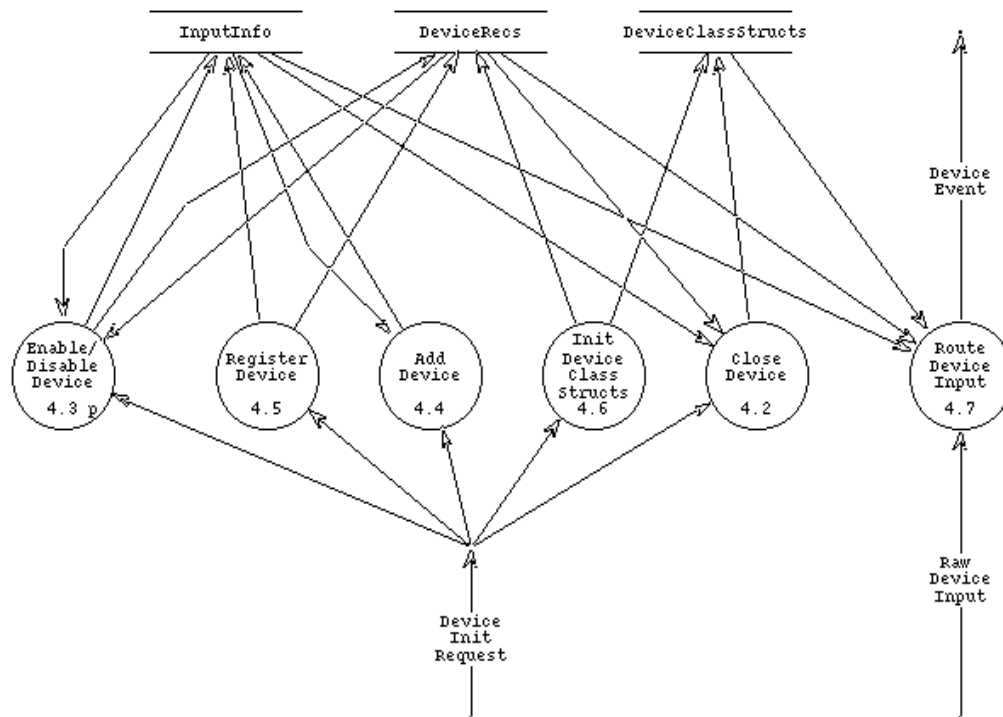 InputInfo
DeviceRecs
DeviceClassStructs
Device
Event
Enable/
Disable
Device
4.3 p
Register
Device
4.5
Add
Device
4.4
Init
Device
Class
Structs
4.6
Close
Device
4.2
Route
Device
Input
4.7
Device
Init
Request
Raw
Device
Input